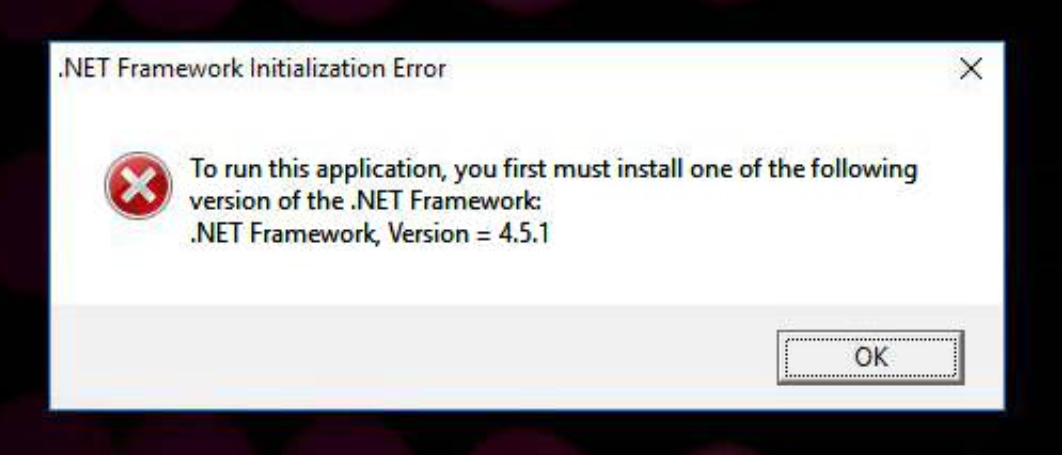 .NET Framework Initialization Error
To run this application, you first must install one of the following
version of the .NET Framework:
.NET Framework, Version = 4.5.1
OK